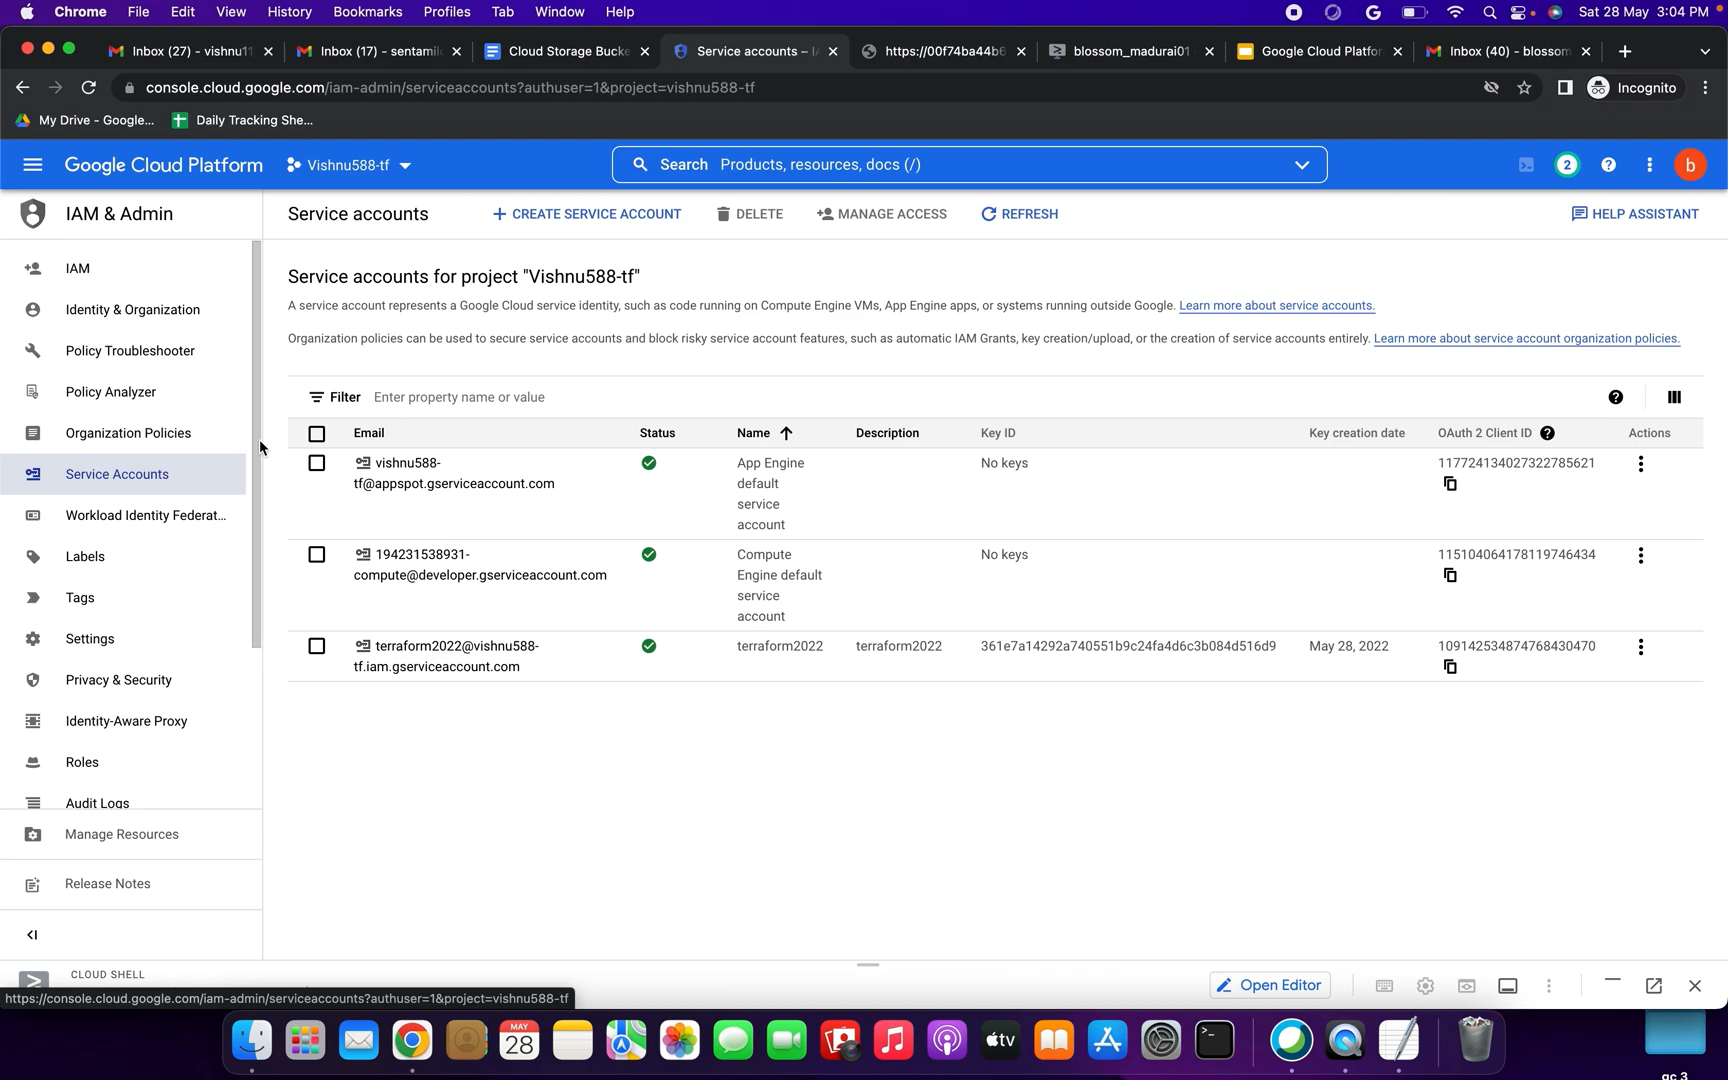 Chrome File Edit View History Bookmarks Profiles Tab Window Help Sat 28 May 3:04 PM
Inbox (27) - vishnu11 Inbox (17) - sentamil Cloud Storage Bucke Service accounts – IA https://00f74ba44b6 blossom_madurai01 Google Cloud Platfor Inbox (40) - blossom
console.cloud.google.com/iam-admin/serviceaccounts?authuser=1&project=vishnu588-tf Incognito
My Drive - Google... Daily Tracking She...
Google Cloud Platform Vishnu588-tf Search Products, resources, docs (/) 2 b
IAM & Admin Service accounts CREATE SERVICE ACCOUNT DELETE MANAGE ACCESS REFRESH HELP ASSISTANT
IAM
Identity & Organization
Policy Troubleshooter
Policy Analyzer
Organization Policies
Service Accounts
Workload Identity Federat...
Labels
Tags
Settings
Privacy & Security
Identity-Aware Proxy
Roles
Audit Logs
Manage Resources
Release Notes
Service accounts for project "Vishnu588-tf"
A service account represents a Google Cloud service identity, such as code running on Compute Engine VMs, App Engine apps, or systems running outside Google. Learn more about service accounts.
Organization policies can be used to secure service accounts and block risky service account features, such as automatic IAM Grants, key creation/upload, or the creation of service accounts entirely. Learn more about service account organization policies.
Filter Enter property name or value
Email Status Name Description Key ID Key creation date OAuth 2 Client ID Actions
vishnu588- App Engine No keys 117724134027322785621
tf@appspot.gserviceaccount.com default
service
account
194231538931- Compute No keys 115104064178119746434
compute@developer.gserviceaccount.com Engine default
service
account
terraform2022@vishnu588- terraform2022 terraform2022 361e7a14292a740551b9c24fa4d6c3b084d516d9 May 28, 2022 109142534874768430470
tf.iam.gserviceaccount.com
CLOUD SHELL
Open Editor
https://console.cloud.google.com/iam-admin/serviceaccounts?authuser=1&project=vishnu588-tf
MAY
28
tv
gc 3